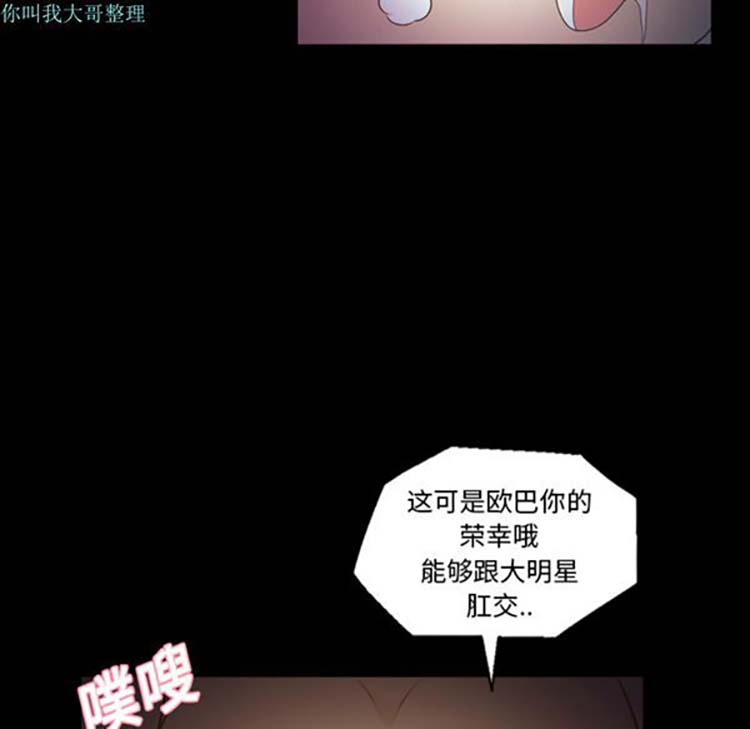 你叫我大哥整理
这可是欧巴你的
荣幸哦
能够跟大明星
肛交..
噗嗖